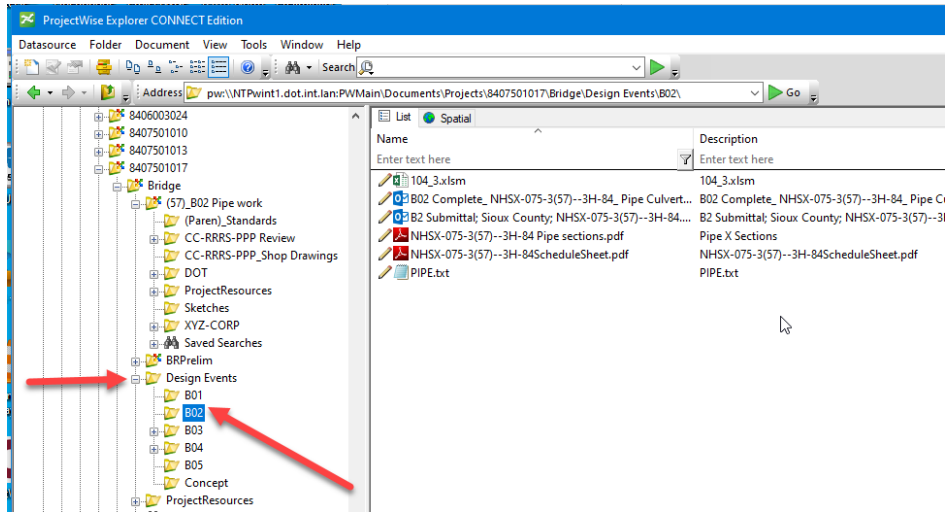 ProjectWise Explorer CONNECT Edition
Datasource Folder Document View Tools Window Help
Search
Address pw:\\NTPwint1.dot.int.lan:PWMain\Documents\Projects\8407501017\Bridge\Design Events\B02\ Go
8406003024
8407501010
8407501013
8407501017
Bridge
(57)_B02 Pipe work
(Paren)_Standards
CC-RRRS-PPP Review
CC-RRRS-PPP_Shop Drawings
DOT
ProjectResources
Sketches
XYZ-CORP
Saved Searches
BRPrelim
Design Events
B01
B02
B03
B04
B05
Concept
ProjectResources
List Spatial
Name Description
Enter text here Enter text here
104_3.xlsm 104_3.xlsm
B02 Complete_ NHSX-075-3(57)--3H-84_ Pipe Culvert... B02 Complete_ NHSX-075-3(57)--3H-84_ Pipe C
B2 Submittal; Sioux County; NHSX-075-3(57)--3H-84.... B2 Submittal; Sioux County; NHSX-075-3(57)--3
NHSX-075-3(57)--3H-84 Pipe sections.pdf Pipe X Sections
NHSX-075-3(57)--3H-84ScheduleSheet.pdf NHSX-075-3(57)--3H-84ScheduleSheet.pdf
PIPE.txt PIPE.txt